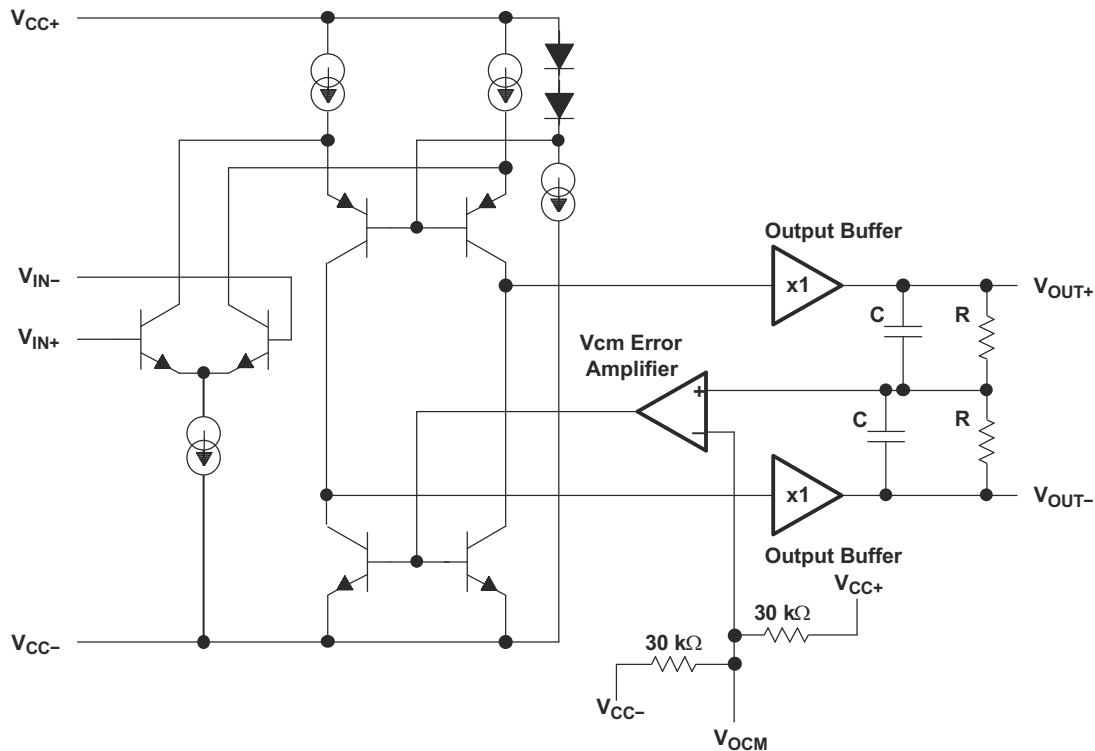 VCC+
Output Buffer
VIN−
x1
VOUT+
C
R
VIN+
Vcm Error
Amplifier
+
C
R
−
x1
VOUT−
Output Buffer
VCC+
30 kΩ
VCC−
30 kΩ
VCC−
VOCM